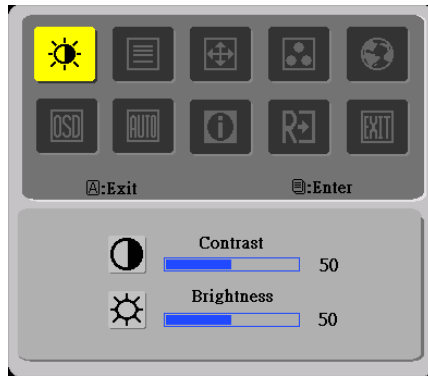 OSD AUTO i R EXIT
A:Exit :Enter
Contrast
50
Brightness
50